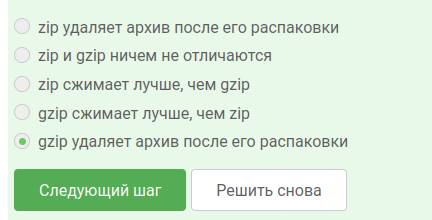 zip удаляет архив после его распаковки
zip и gzip ничем не отличаются
zip сжимает лучше, чем gzip
gzip сжимает лучше, чем zip
gzip удаляет архив после его распаковки
Следующий шаг
Решить снова